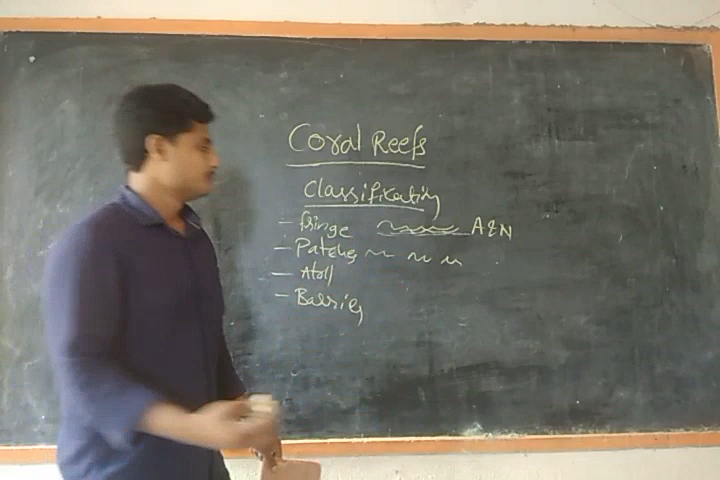 Coral Reefs
Classification
- Fringe A&N
- Patches
- Atoll
- Barrier